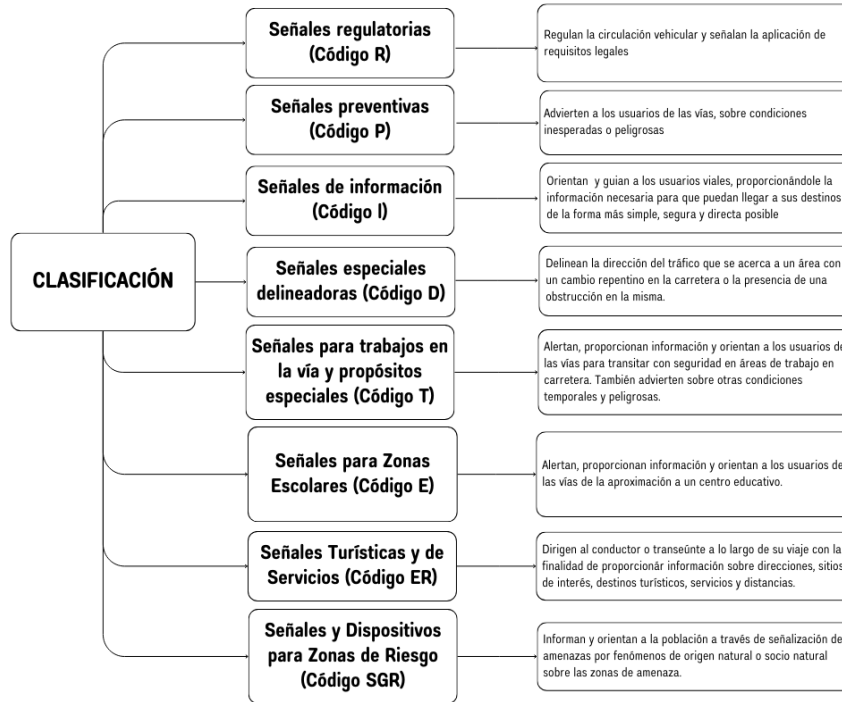 Señales regulatorias
(Código R)
Regulan la circulación vehicular y señalan la aplicación de
requisitos legales
Señales preventivas
(Código P)
Advierten a los usuarios de las vías, sobre condiciones
inesperadas o peligrosas
Señales de información
(Código I)
Orientan y guian a los usuarios viales, proporcionándole la
información necesaria para que puedan llegar a sus destinos
de la forma más simple, segura y directa posible
CLASIFICACIÓN
Señales especiales
delineadoras (Código D)
Delinean la dirección del tráfico que se acerca a un área con
un cambio repentino en la carretera o la presencia de una
obstrucción en la misma.
Señales para trabajos en
la vía y propósitos
especiales (Código T)
Alertan, proporcionan información y orientan a los usuarios de
las vías para transitar con seguridad en áreas de trabajo en
carretera. También advierten sobre otras condiciones
temporales y peligrosas.
Señales para Zonas
Escolares (Código E)
Alertan, proporcionan información y orientan a los usuarios de
las vías de la aproximación a un centro educativo.
Señales Turísticas y de
Servicios (Código ER)
Dirigen al conductor o transeúnte a lo largo de su viaje con la
finalidad de proporcionár información sobre direcciones, sitios
de interés, destinos turísticos, servicios y distancias.
Señales y Dispositivos
para Zonas de Riesgo
(Código SGR)
Informan y orientan a la población a través de señalización de
amenazas por fenómenos de origen natural o socio natural
sobre las zonas de amenaza.